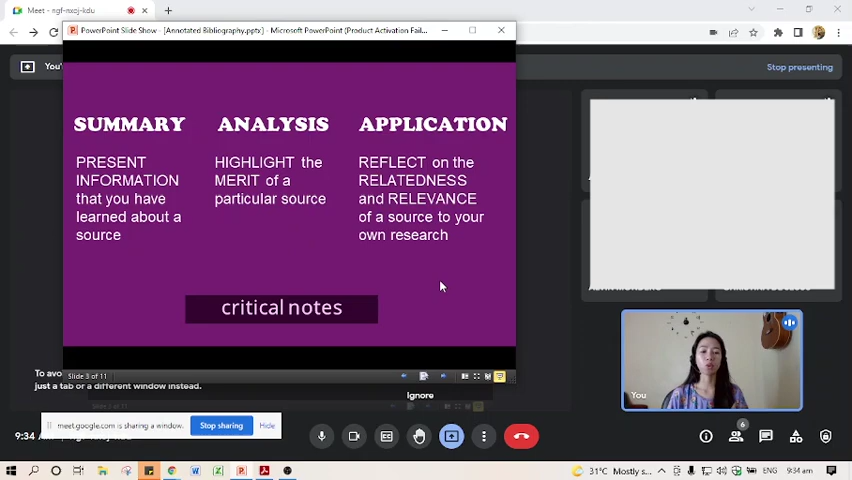 Meet - ngf-nxoj-kdu
PowerPoint Slide Show - [Annotated Bibliography.pptx] - Microsoft PowerPoint (Product Activation Fail...
You'
Stop presenting
SUMMARY
ANALYSIS
APPLICATION
PRESENT
INFORMATION
that you have
learned about a
source
HIGHLIGHT the
MERIT of a
particular source
REFLECT on the
RELATEDNESS
and RELEVANCE
of a source to your
own research
critical notes
To avo
just a tab or a different window instead.
Slide 3 of 11
Ignore
You
meet.google.com is sharing a window.
Stop sharing
Hide
9:34
6
31°C Mostly s...
ENG
9:34 am